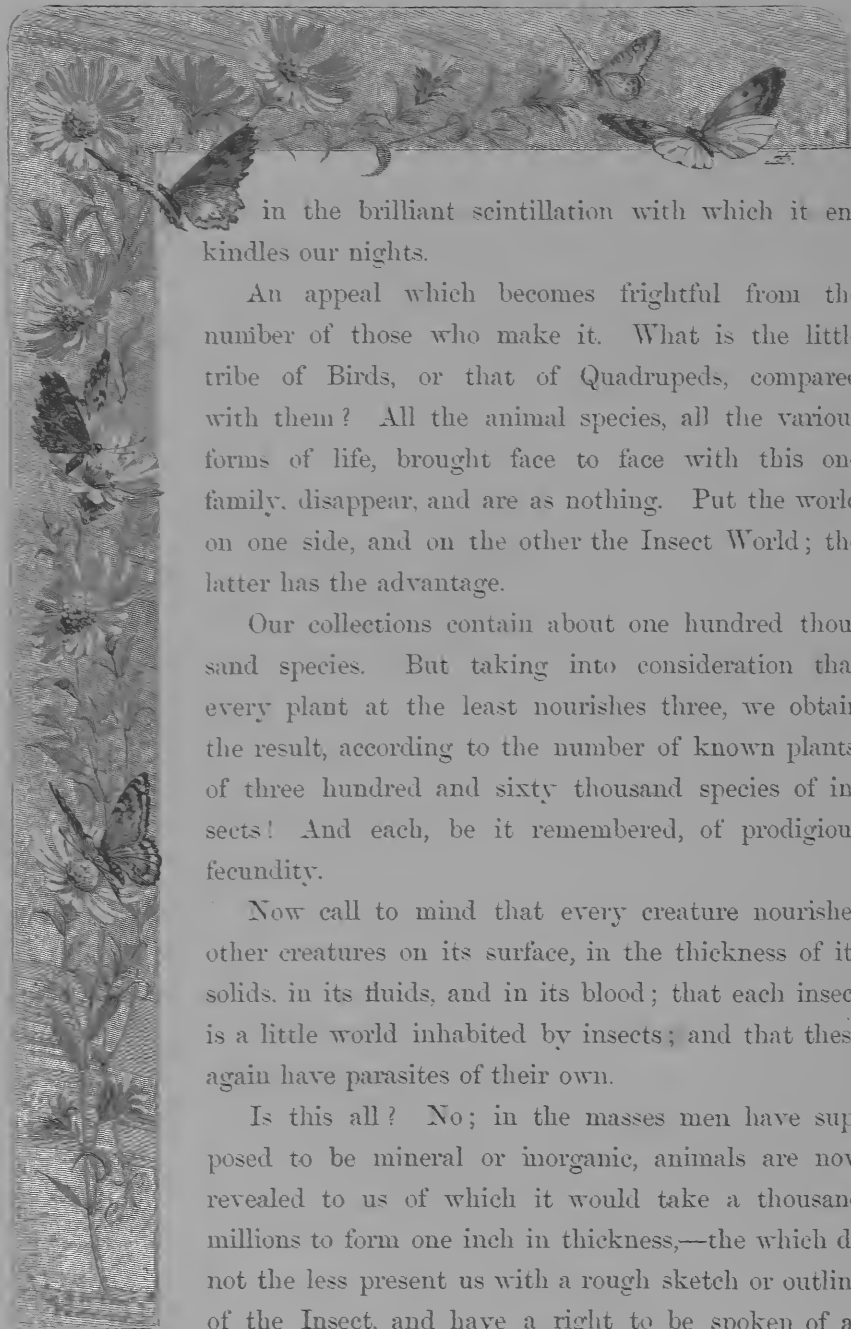 in the brilliant scintillation with which it en
kindles our nights.
An appeal which becomes frightful from th
number of those who make it. What is the littl
tribe of Birds, or that of Quadrupeds, compare
with them? All the animal species, all the variou
forms of life, brought face to face with this on
family, disappear, and are as nothing. Put the worl
on one side, and on the other the Insect World; th
latter has the advantage.
Our collections contain about one hundred thou
sand species. But taking into consideration tha
every plant at the least nourishes three, we obtai
the result, according to the number of known plants
of three hundred and sixty thousand species of in
sects! And each, be it remembered, of prodigiou
fecundity.
Now call to mind that every creature nourishe
other creatures on its surface, in the thickness of it
solids, in its fluids, and in its blood; that each insec
is a little world inhabited by insects; and that thes
again have parasites of their own.
Is this all? No; in the masses men have sup
posed to be mineral or inorganic, animals are now
revealed to us of which it would take a thousan
millions to form one inch in thickness,—the which d
not the less present us with a rough sketch or outlin
of the Insect, and have a right to be spoken of a